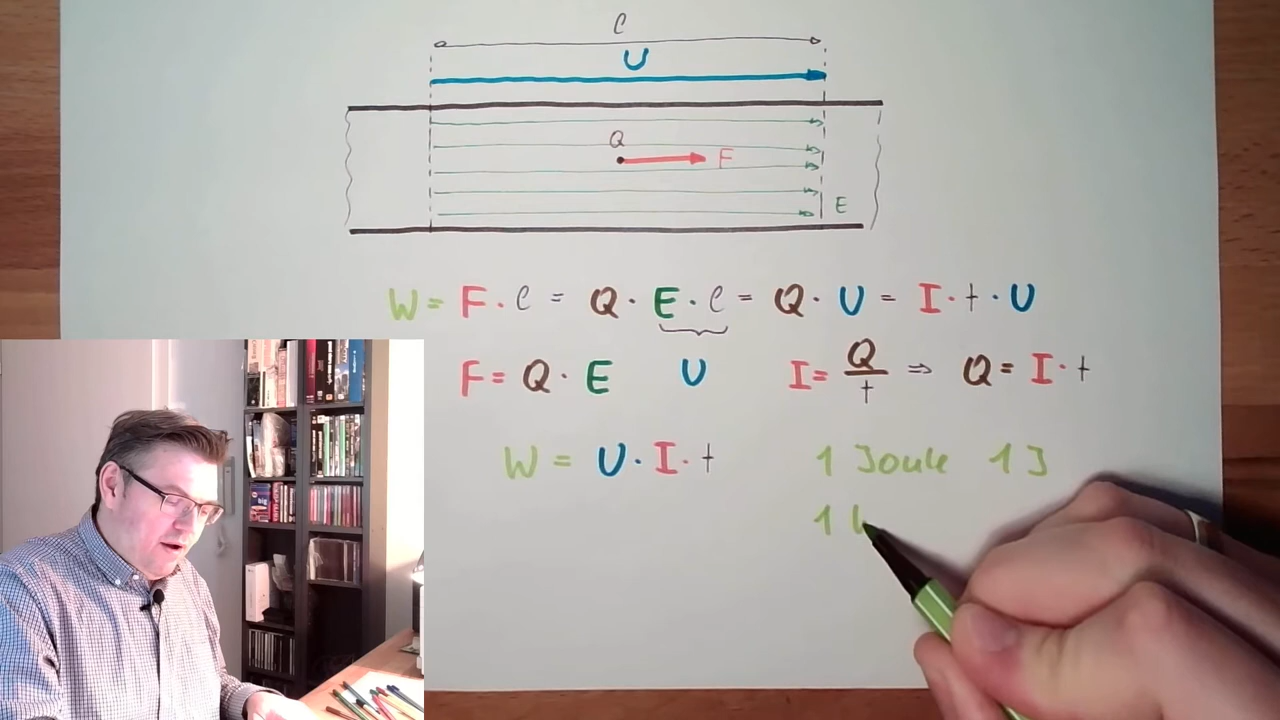 ℓ
U
Q
F
E
W = F · ℓ = Q · E · ℓ = Q · U = I · t · U
F = Q · E U I = Q/t ⇒ Q = I · t
W = U · I · t 1 Joule 1 J
1